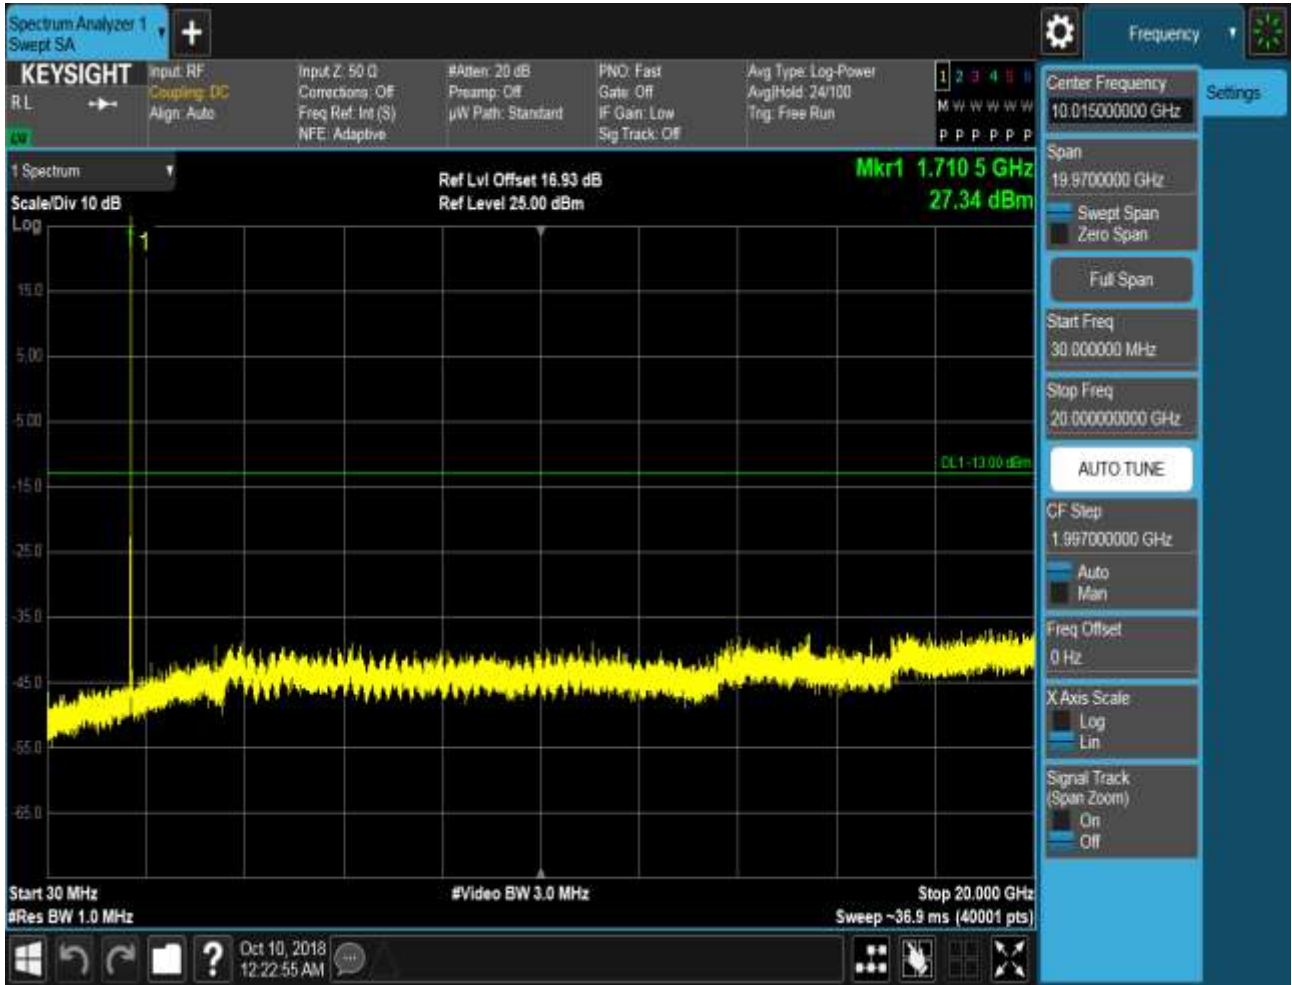 Spectrum Analyzer 1
Swept SA
Frequency
KEYSIGHT
R L
Input: RF
Coupling: DC
Align: Auto
Input Z: 50 Ω
Corrections: Off
Freq Ref: Int (S)
NFE: Adaptive
#Atten: 20 dB
Preamp: Off
µW Path: Standard
PNO: Fast
Gate: Off
IF Gain: Low
Sig Track: Off
Avg Type: Log-Power
Avg|Hold: 24/100
Trig: Free Run
1 2 3 4 5 6
M W W W W W
P P P P P P
1 Spectrum
Scale/Div 10 dB
Log
Ref Lvl Offset 16.93 dB
Ref Level 25.00 dBm
Mkr1 1.710 5 GHz
27.34 dBm
1
15.0
5.00
-5.00
DL1 -13.00 dBm
-15.0
-25.0
-35.0
-45.0
-55.0
-65.0
Start 30 MHz
#Video BW 3.0 MHz
Stop 20.000 GHz
#Res BW 1.0 MHz
Sweep ~36.9 ms (40001 pts)
Oct 10, 2018
12:22:55 AM
Center Frequency
10.015000000 GHz
Settings
Span
19.9700000 GHz
Swept Span
Zero Span
Full Span
Start Freq
30.000000 MHz
Stop Freq
20.000000000 GHz
AUTO TUNE
CF Step
1.997000000 GHz
Auto
Man
Freq Offset
0 Hz
X Axis Scale
Log
Lin
Signal Track
(Span Zoom)
On
Off